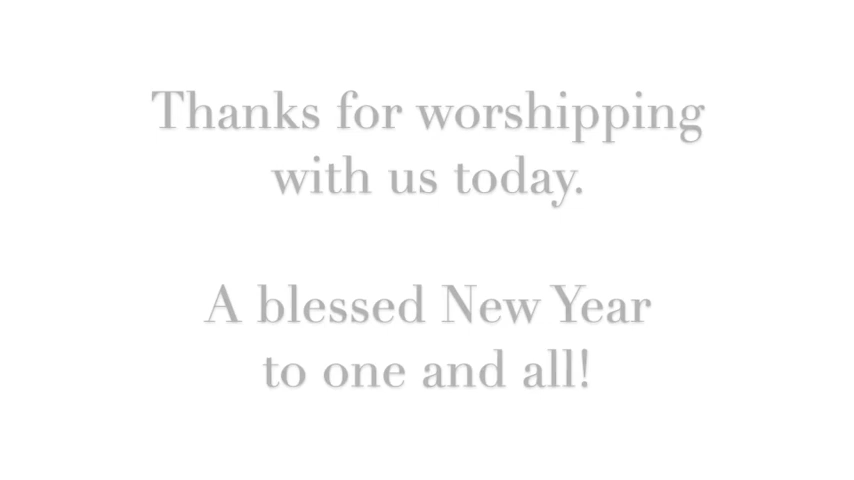 Thanks for worshipping
with us today.
A blessed New Year
to one and all!